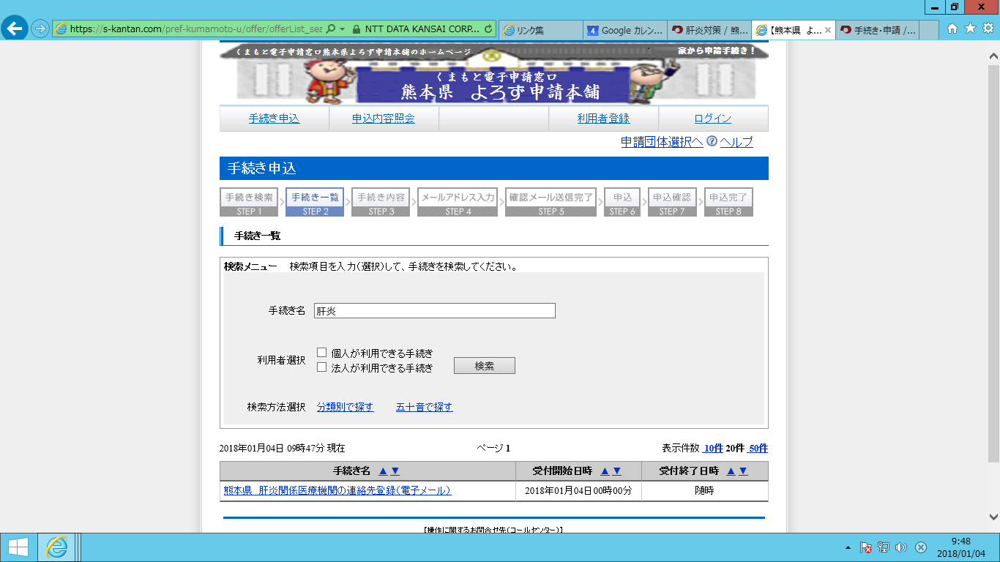 https://s-kantan.com/pref-kumamoto-u/offer/offerList_sea
NTT DATA KANSAI CORP...
リンク集
Google カレン...
肝炎対策 / 熊...
【熊本県 よ...
手続き・申請 /...
くまもと電子申請窓口熊本県よろず申請本舗のホームページ
家から申請手続き！
くまもと電子申請窓口
熊本県 よろず申請本舗
手続き申込
申込内容照会
利用者登録
ログイン
申請団体選択へ
ヘルプ
手続き申込
手続き検索
STEP 1
手続き一覧
STEP 2
手続き内容
STEP 3
メールアドレス入力
STEP 4
確認メール送信完了
STEP 5
申込
STEP 6
申込確認
STEP 7
申込完了
STEP 8
手続き一覧
検索メニュー 検索項目を入力(選択)して、手続きを検索してください。
手続き名
肝炎
利用者選択
個人が利用できる手続き
法人が利用できる手続き
検索
検索方法選択
分類別で探す
五十音で探す
2018年01月04日 09時47分 現在
ページ 1
表示件数 10件 20件 50件
手続き名 ▲▼
受付開始日時 ▲▼
受付終了日時 ▲▼
熊本県　肝炎関係医療機関の連絡先登録(電子メール)
2018年01月04日00時00分
随時
【操作に関するお問合せ先(コールセンター)】
9:48
2018/01/04